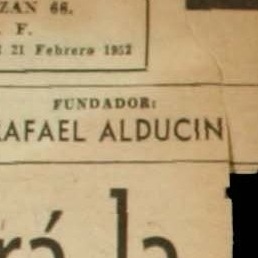 ZAN 66.
F.
21 Febrero 1952
FUNDADOR:
RAFAEL ALDUCIN
rá la